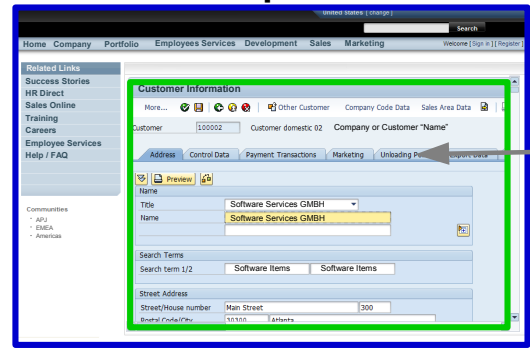 United States [ change ]
Search
Home Company Portfolio Employees Services Development Sales Marketing Welcome [ Sign in ] [ Register ]
Related Links
Success Stories
HR Direct
Sales Online
Training
Careers
Employee Services
Help / FAQ
Communities
- APJ
- EMEA
- Americas
Customer Information
More... Other Customer Company Code Data Sales Area Data
Customer 100002 Customer domestic 02 Company or Customer "Name"
Address Control Data Payment Transactions Marketing Unloading Export Data
Preview
Name
Title Software Services GMBH
Name Software Services GMBH
Search Terms
Search term 1/2 Software Items Software Items
Street Address
Street/House number Main Street 300
Postal Code/City 30300 Atlanta